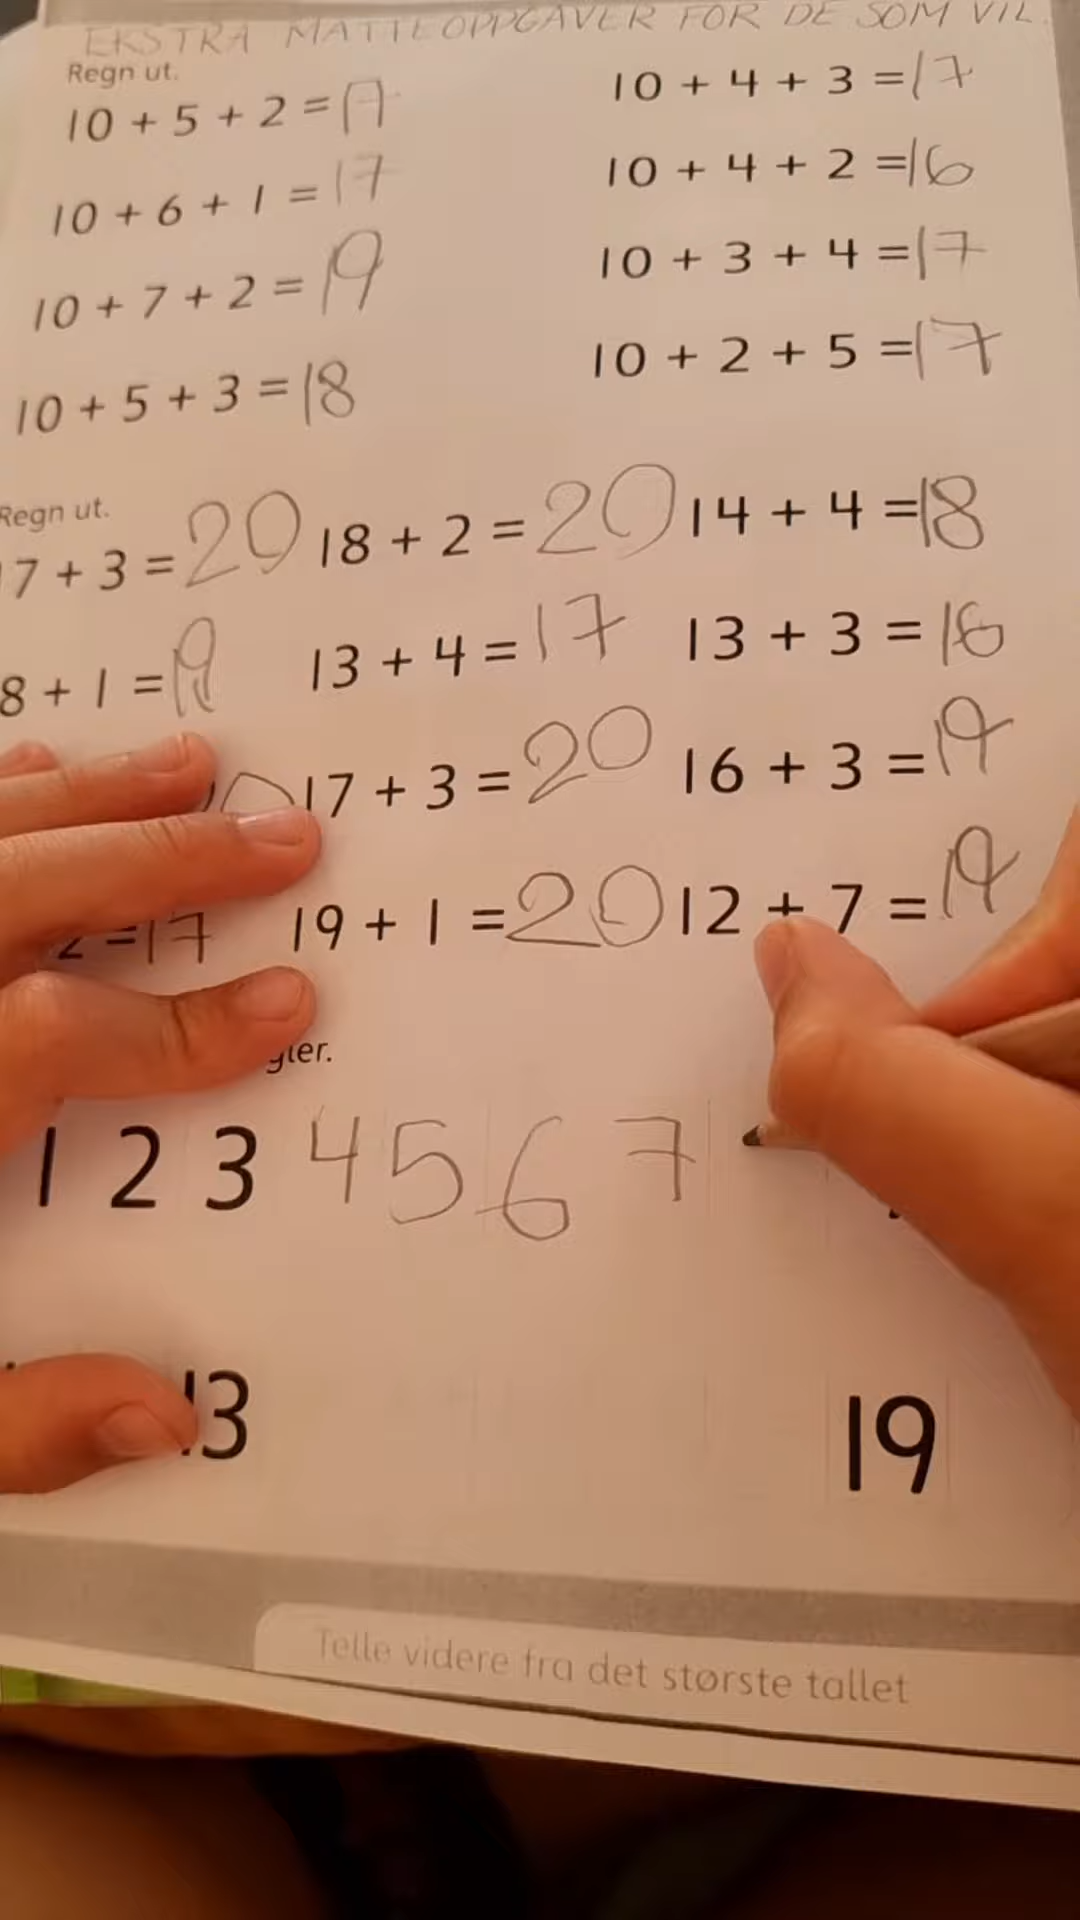 EKSTRA MATTEOPPGAVER FOR DE SOM VIL
Regn ut.
10 + 5 + 2 = 17
10 + 4 + 3 = 17
10 + 6 + 1 = 17
10 + 4 + 2 = 16
10 + 7 + 2 = 19
10 + 3 + 4 = 17
10 + 5 + 3 = 18
10 + 2 + 5 = 17
Regn ut.
17 + 3 = 20 18 + 2 = 20 14 + 4 = 18
8 + 1 = 19 13 + 4 = 17 13 + 3 = 16
17 + 3 = 20 16 + 3 = 19
2 = 17 19 + 1 = 20 12 + 7 = 19
1 2 3 4 5 6 7
13 19
Telle videre fra det største tallet